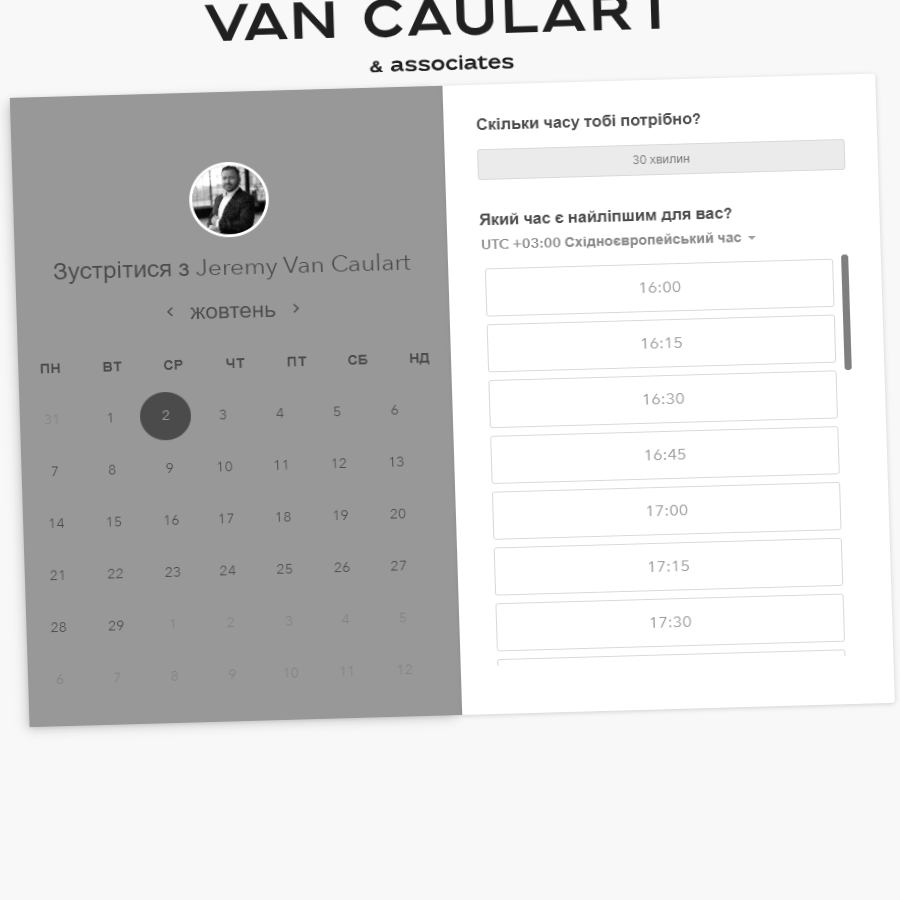 VAN CAULART
& associates
Зустрітися з Jeremy Van Caulart
жовтень
ПН ВТ СР ЧТ ПТ СБ НД
31 1 2 3 4 5 6
7 8 9 10 11 12 13
14 15 16 17 18 19 20
21 22 23 24 25 26 27
28 29 1 2 3 4 5
6 7 8 9 10 11 12
Скільки часу тобі потрібно?
30 хвилин
Який час є найліпшим для вас?
UTC +03:00 Східноєвропейський час
16:00
16:15
16:30
16:45
17:00
17:15
17:30